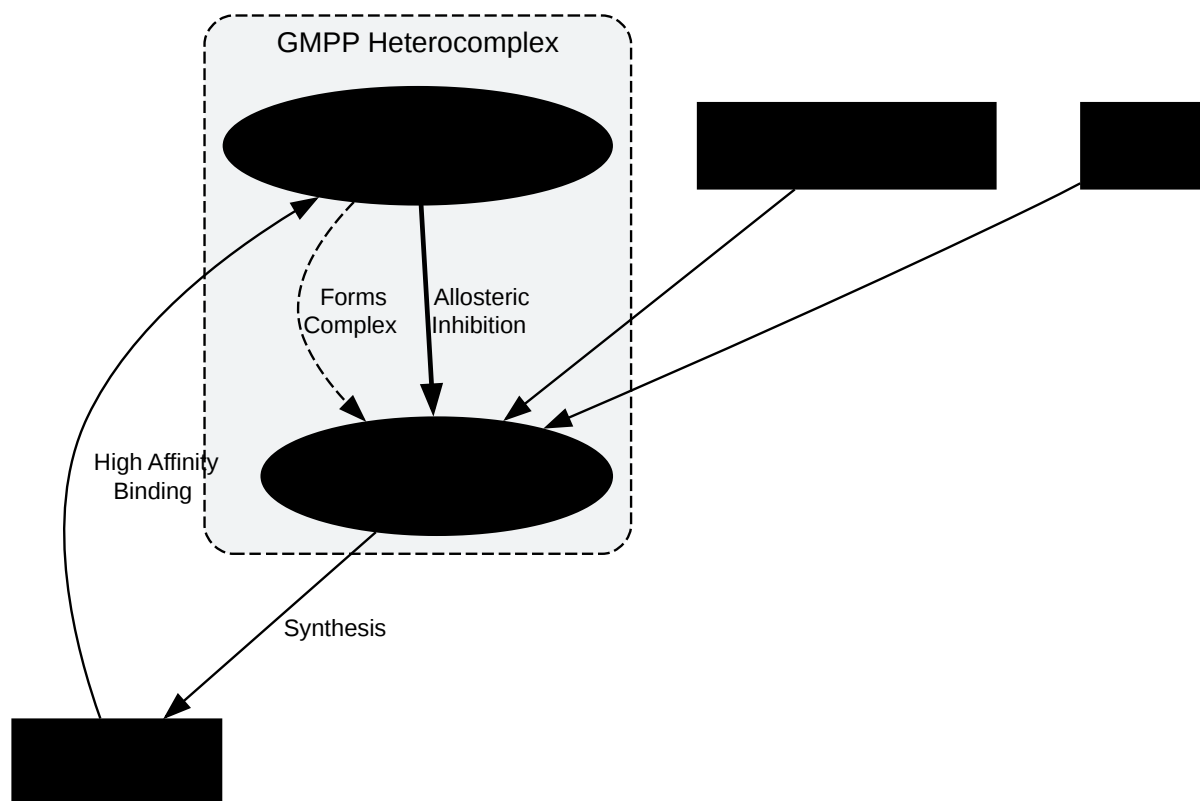 GMPP Heterocomplex
Forms
Complex
Allosteric
Inhibition
High Affinity
Binding
Synthesis